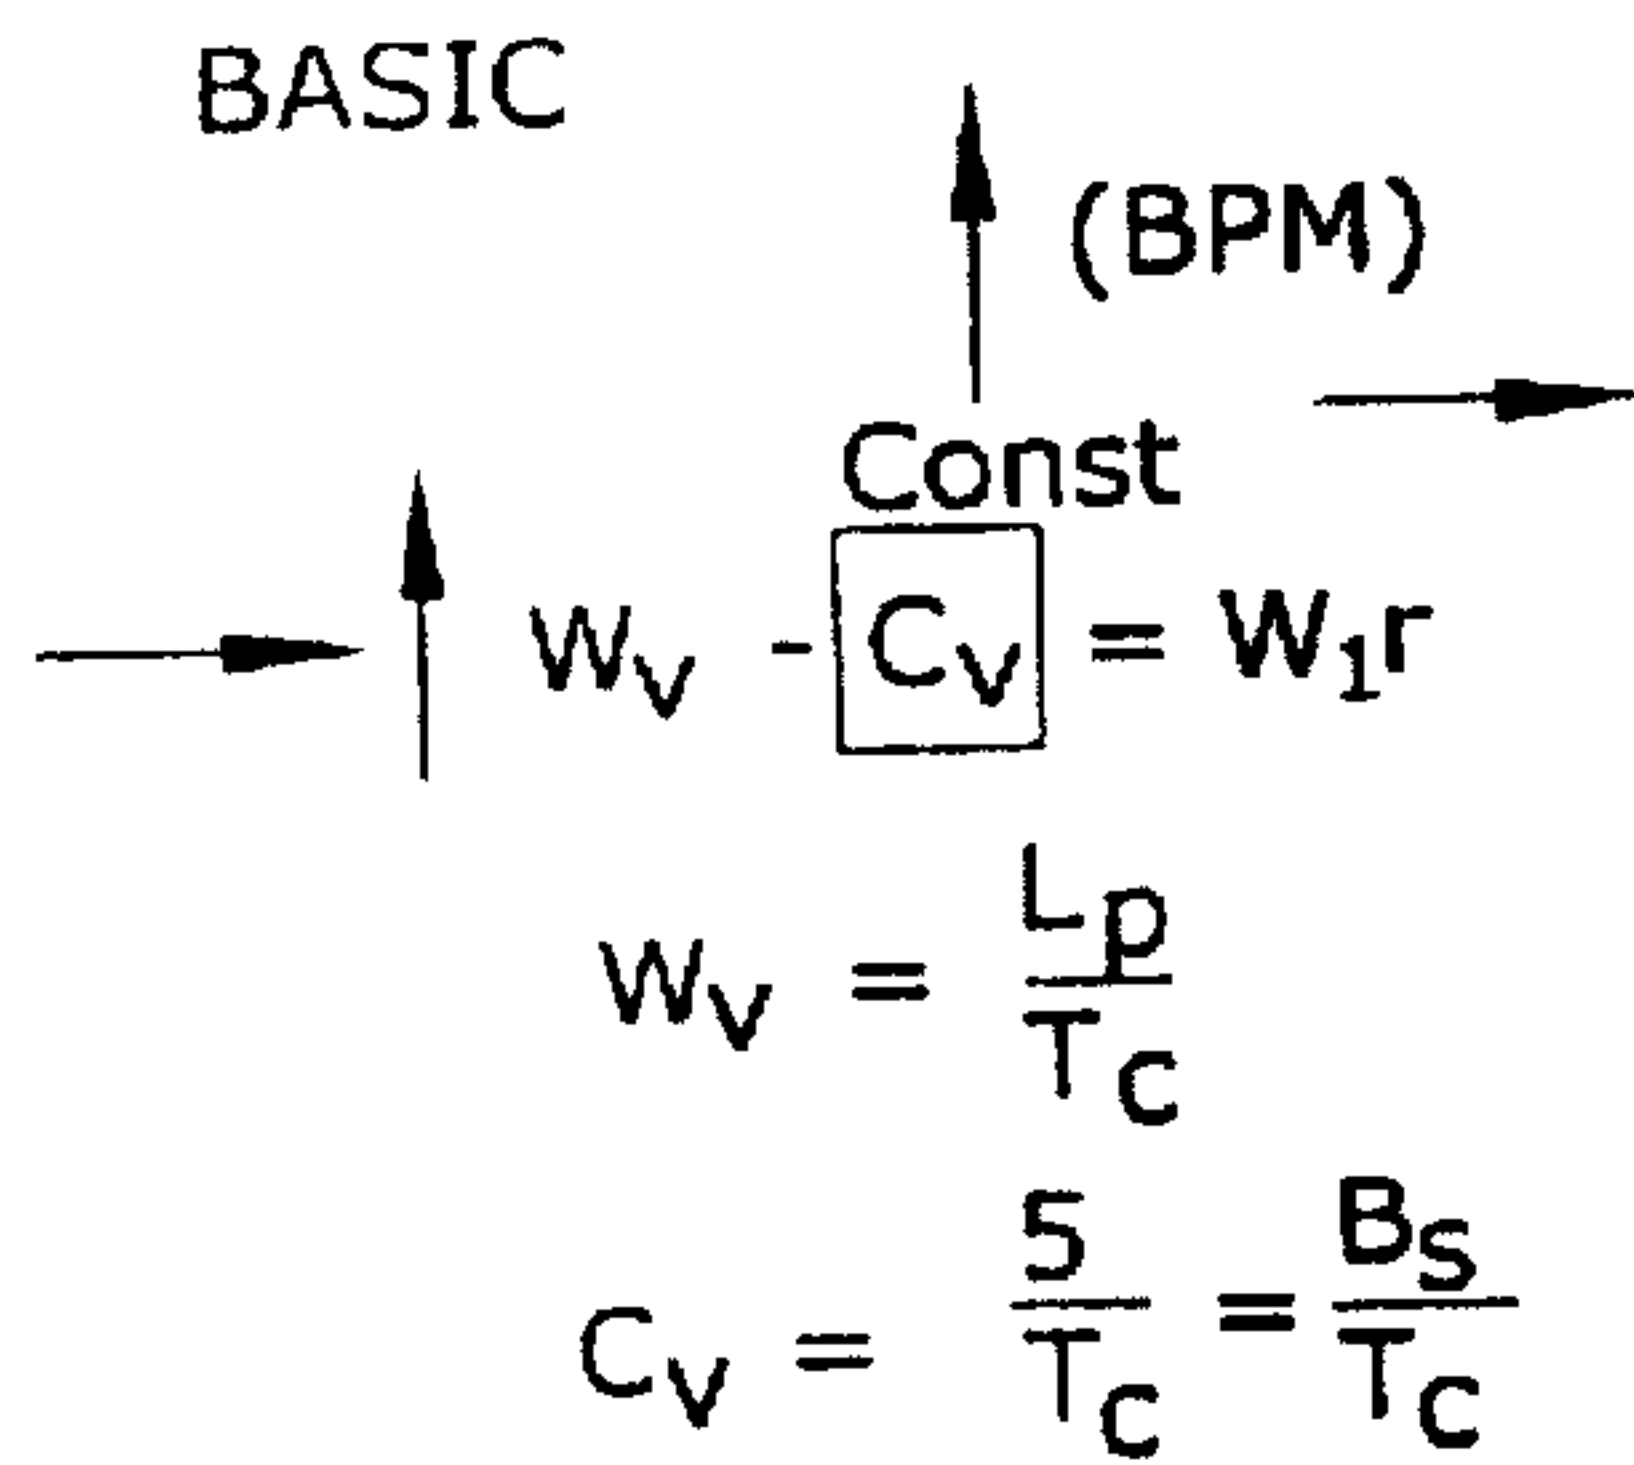 BASIC
(BPM)
Const
Wv - Cv = W1r
Wv = Lp/Tc
Cv = 5/Tc = Bs/Tc